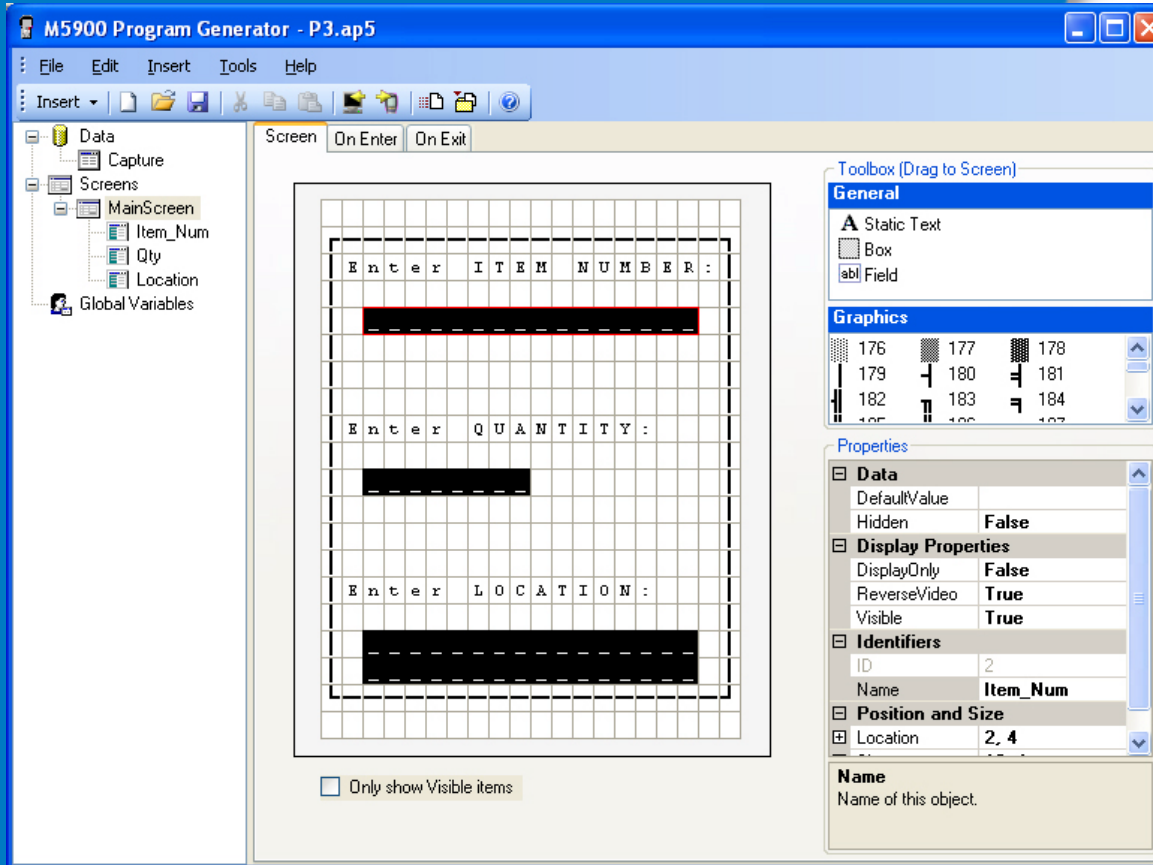 M5900 Program Generator - P3.ap5
File Edit Insert Tools Help
Insert
Data
Capture
Screens
MainScreen
Item_Num
Qty
Location
Global Variables
Screen On Enter On Exit
Enter ITEM NUMBER:
Enter QUANTITY:
Enter LOCATION:
Only show Visible items
Toolbox (Drag to Screen)
General
A Static Text
Box
abl Field
Graphics
176 177 178
179 180 181
182 183 184
Properties
Data
DefaultValue
Hidden False
Display Properties
DisplayOnly False
ReverseVideo True
Visible True
Identifiers
ID 2
Name Item_Num
Position and Size
Location 2, 4
Name
Name of this object.